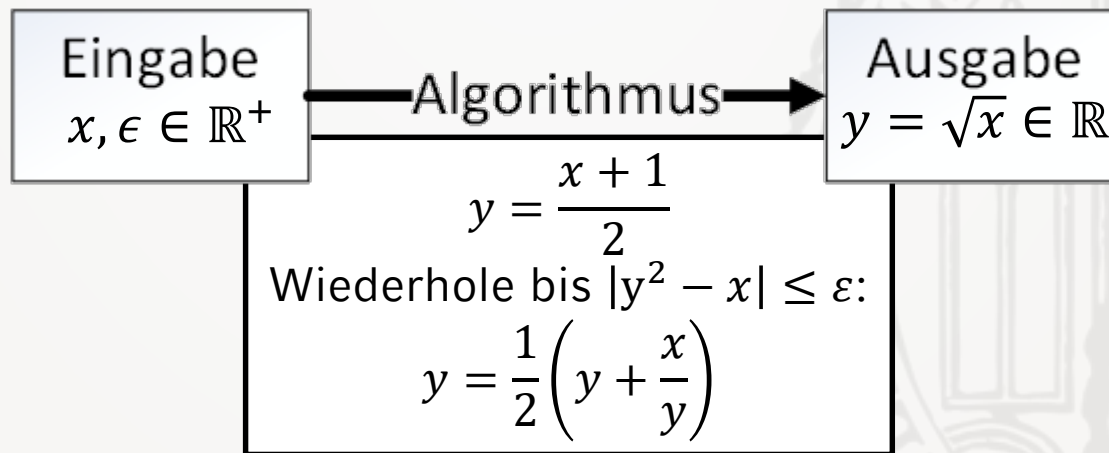 Eingabe
x, ϵ ∈ ℝ⁺
Algorithmus
Ausgabe
y = √x ∈ ℝ
y = (x + 1)/2
Wiederhole bis |y² − x| ≤ ε:
y = 1/2 (y + x/y)